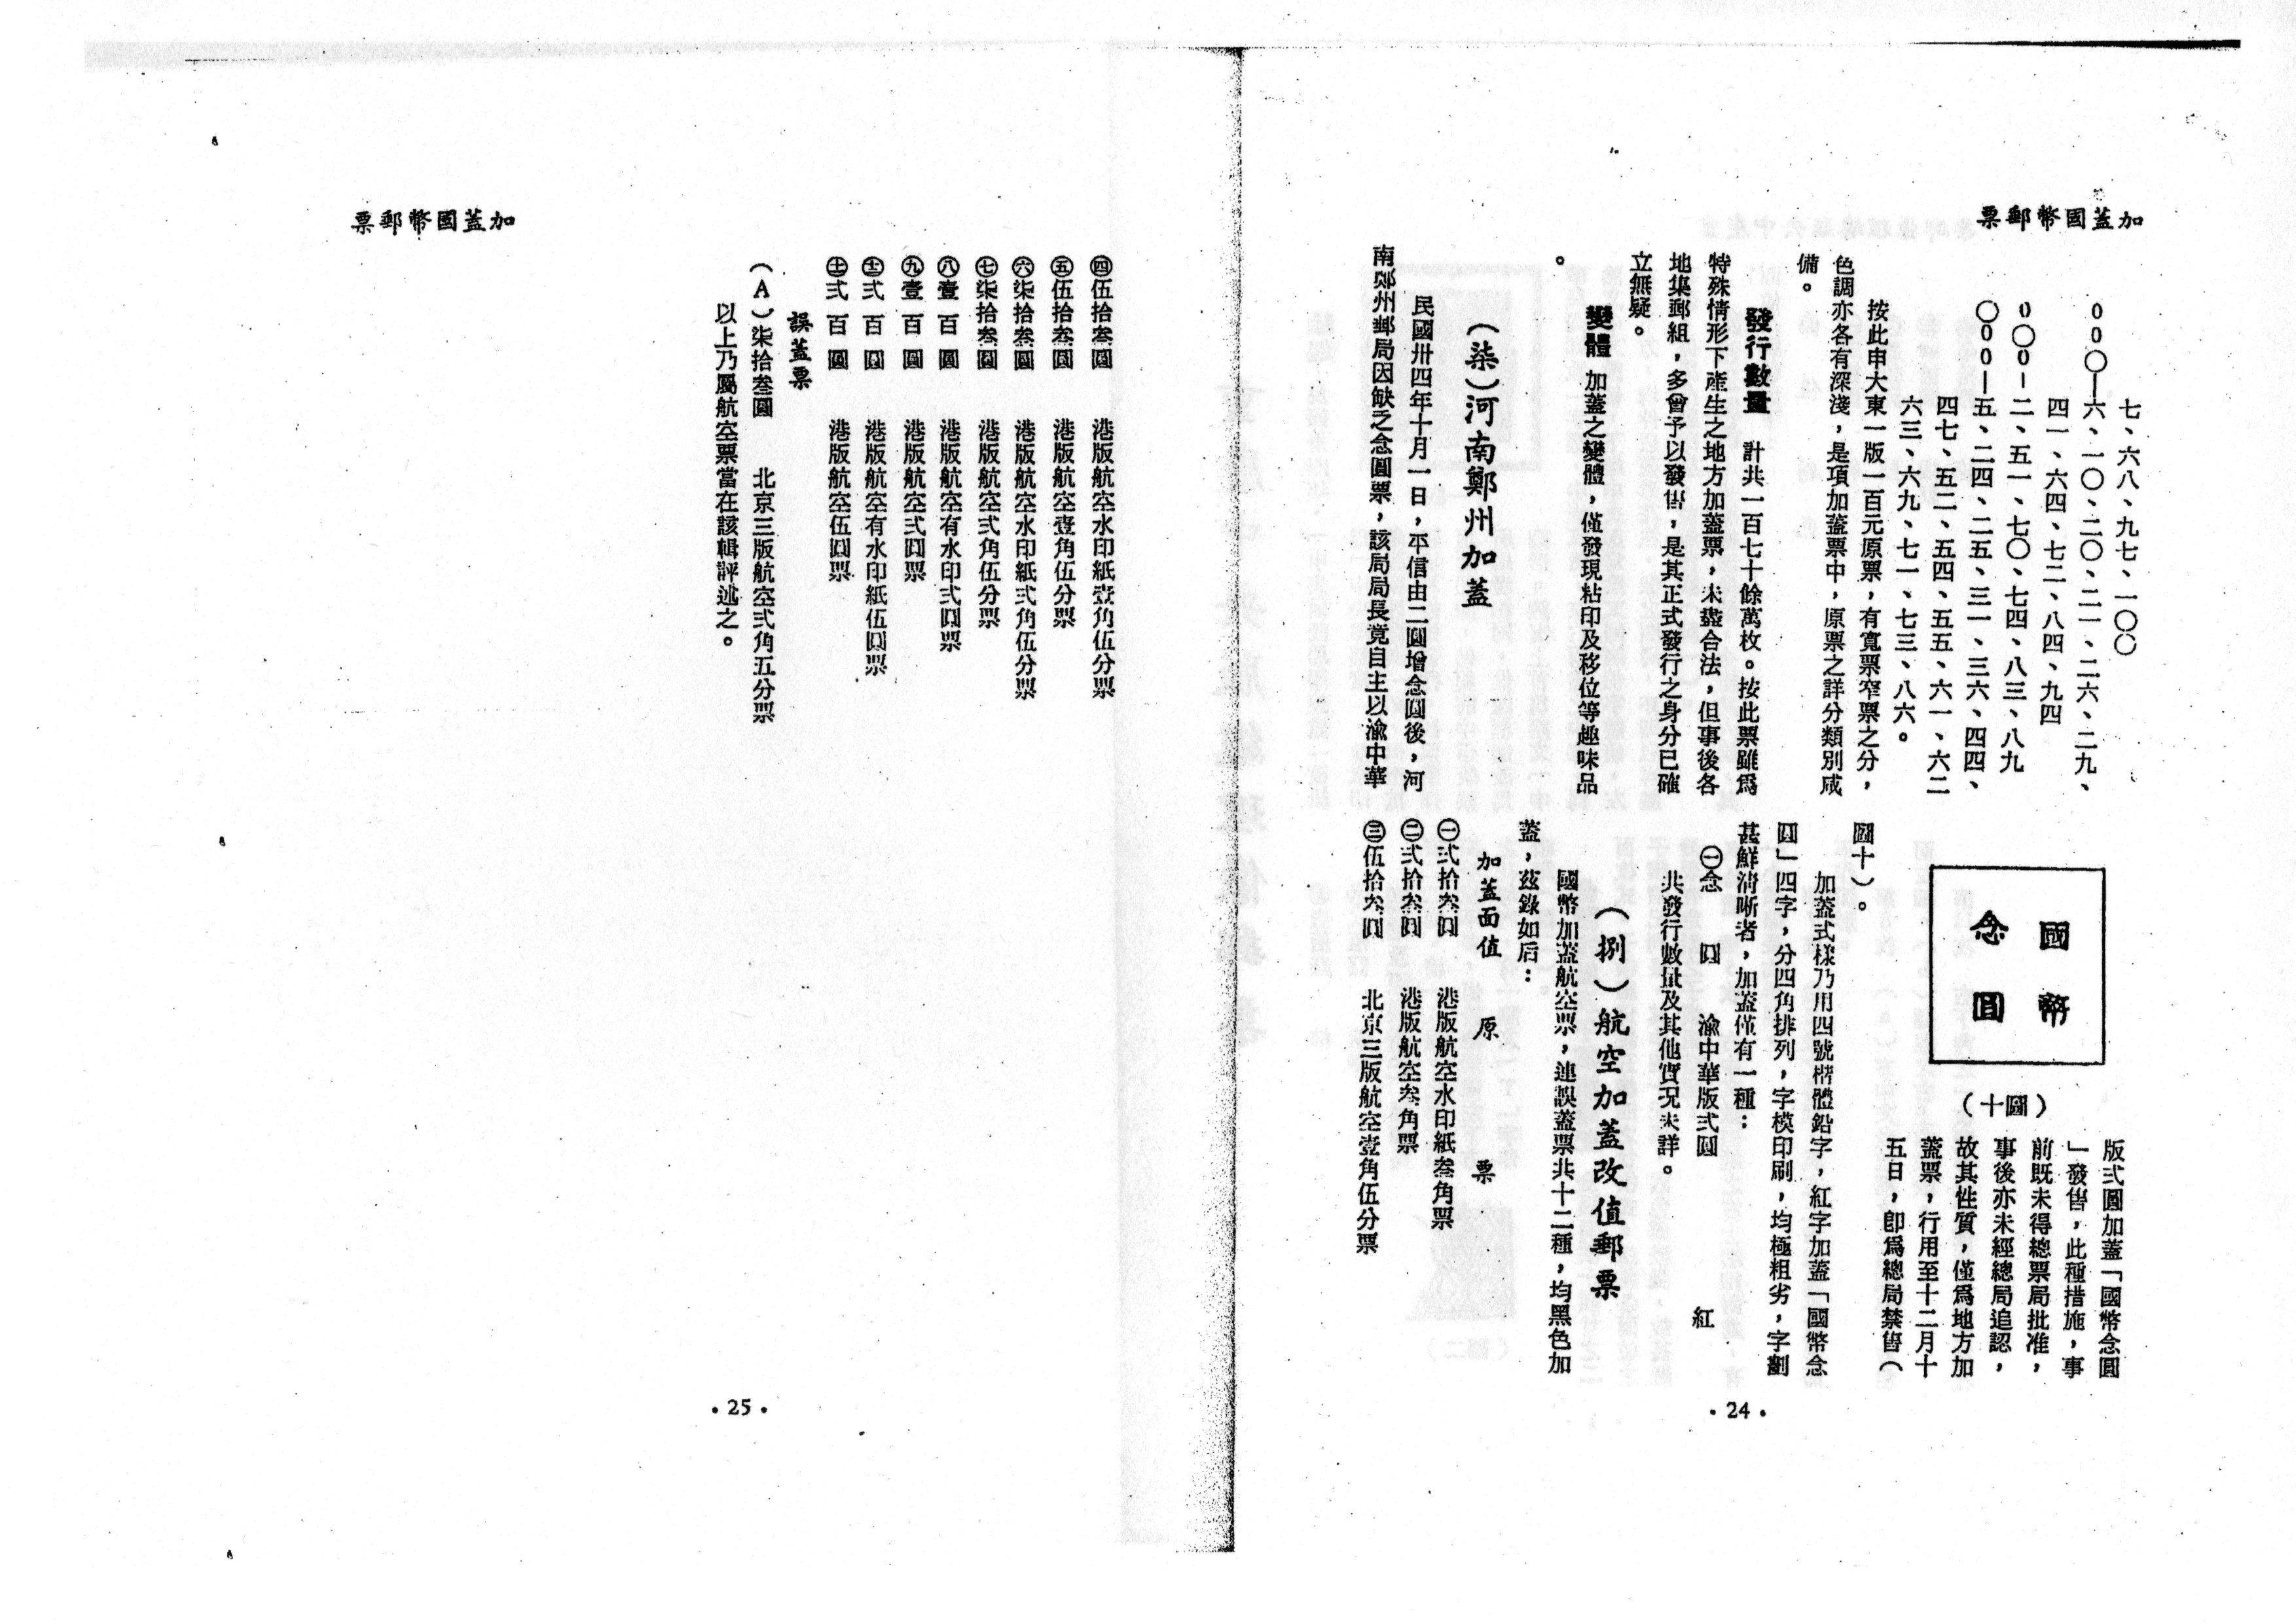 加蓋國幣郵票
七、六八、九七、一〇〇
00〇—六、一〇、二〇、二一、二六、二九、
四一、六四、七二、八四、九四
0〇0—二、五一、七〇、七四、八三、八九
〇00—五、二四、二五、三一、三六、四四、
四七、五二、五四、五五、六一、六二
六三、六九、七一、七三、八六。
按此申大東一版一百元原票，有寬票窄票之分，
色調亦各有深淺，是項加蓋票中，原票之詳分類別咸
備。
發行數量　計共一百七十餘萬枚。按此票雖爲
特殊情形下產生之地方加蓋票，未盡合法，但事後各
地集郵組，多曾予以發售，是其正式發行之身分已確
立無疑。
變體　加蓋之變體，僅發現粘印及移位等趣味品
。
（柒）河南鄭州加蓋
民國卅四年十月一日，平信由二圓增念圓後，河
南鄭州郵局因缺乏念圓票，該局局長竟自主以渝中華
版弍圓加蓋「國幣念圓
」發售，此種措施，事
前既未得總票局批准，
事後亦未經總局追認，
故其性質，僅爲地方加
蓋票，行用至十二月十
五日，卽爲總局禁售（
國幣
念圓
（圖十）
圖十）。
加蓋式樣乃用四號楷體鉛字，紅字加蓋「國幣念
圓」四字，分四角排列，字模印刷，均極粗劣，字劃
甚鮮淸晰者，加蓋僅有一種：
㊀念　圓　渝中華版弍圓　紅
共發行數量及其他實況未詳。
（捌）航空加蓋改值郵票
國幣加蓋航空票，連誤蓋票共十二種，均黑色加
蓋，茲錄如后：
加蓋面值　原　票
㊀弍拾叁圓　港版航空水印紙叁角票
㊁弍拾叁圓　港版航空叁角票
㊂伍拾叁圓　北京三版航空壹角伍分票
・24・
加蓋國幣郵票
㊃伍拾叁圓　港版航空水印紙壹角伍分票
㊄伍拾叁圓　港版航空壹角伍分票
㊅柒拾叁圓　港版航空水印紙弍角伍分票
㊆柒拾叁圓　港版航空弍角伍分票
㊇壹百圓　港版航空有水印弍圓票
㊈壹百圓　港版航空弍圓票
弍百圓　港版航空有水印紙伍圓票
弍百圓　港版航空伍圓票
誤蓋票
（A）柒拾叁圓　北京三版航空弍角五分票
以上乃屬航空票當在該輯評述之。
・25・